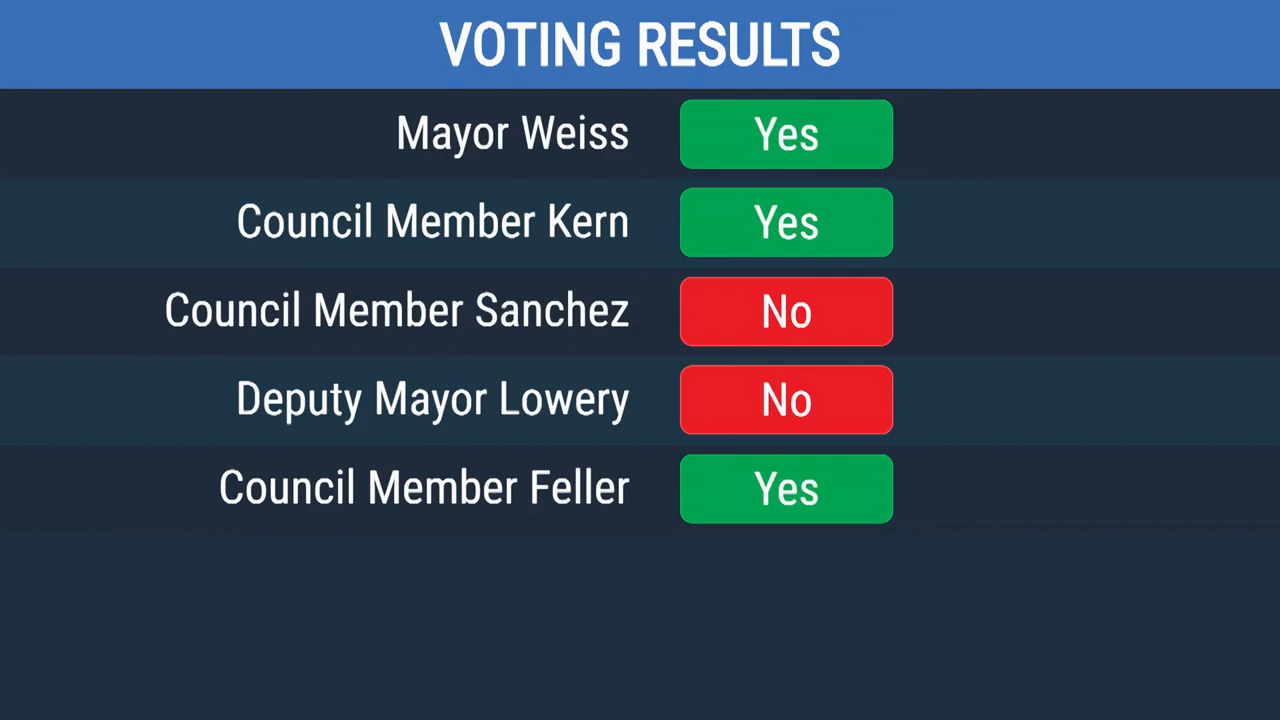 VOTING RESULTS
Mayor Weiss Yes
Council Member Kern Yes
Council Member Sanchez No
Deputy Mayor Lowery No
Council Member Feller Yes